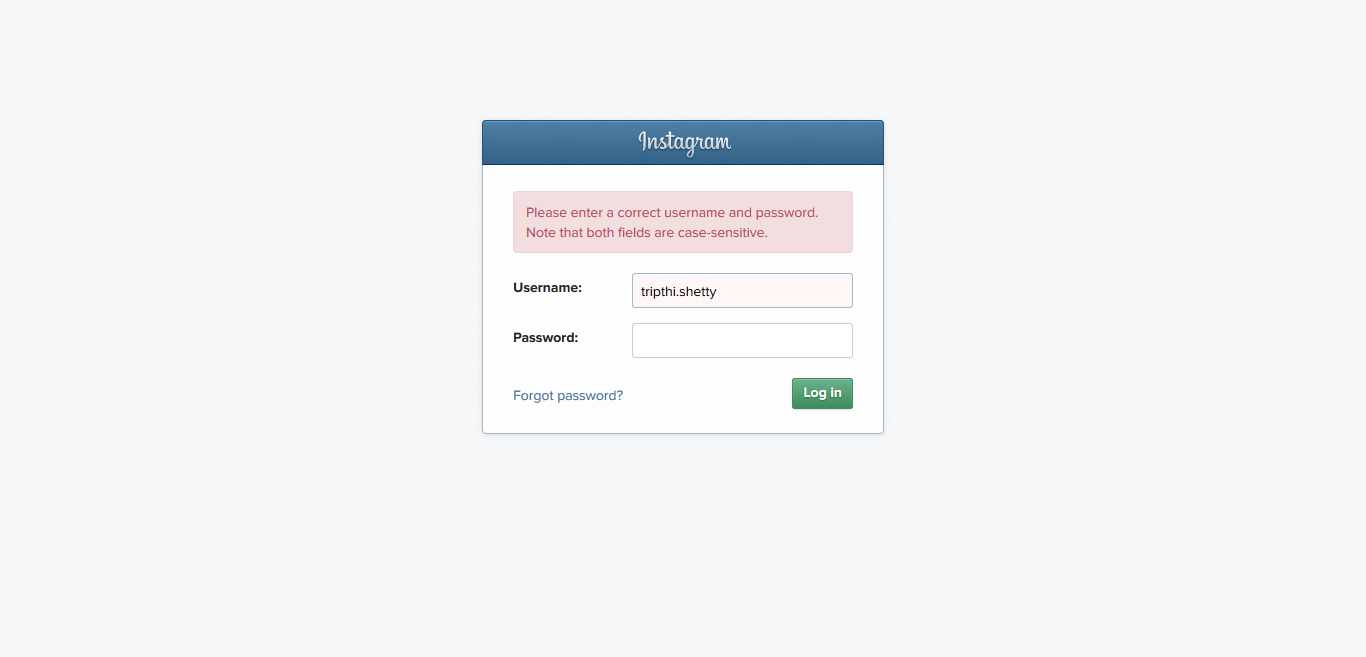 Instagram
Please enter a correct username and password.
Note that both fields are case-sensitive.
Username:
tripthi.shetty
Password:
Forgot password?
Log in